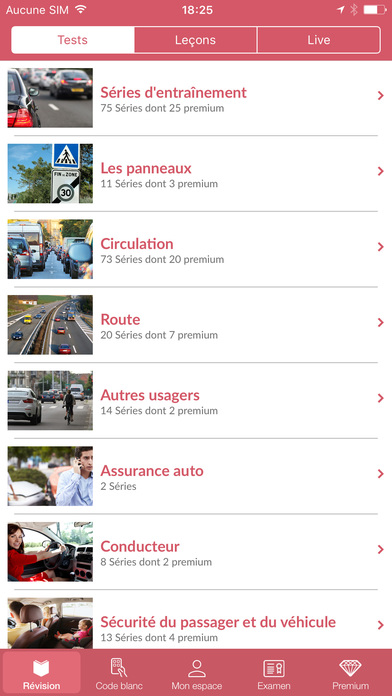 Aucune SIM 18:25
Tests Leçons Live
Séries d'entraînement
75 Séries dont 25 premium
FIN DE ZONE
30
Les panneaux
11 Séries dont 3 premium
Circulation
73 Séries dont 20 premium
Route
20 Séries dont 7 premium
Autres usagers
14 Séries dont 2 premium
Assurance auto
2 Séries
Conducteur
8 Séries dont 2 premium
Sécurité du passager et du véhicule
13 Séries dont 4 premium
Révision Code blanc Mon espace Examen Premium